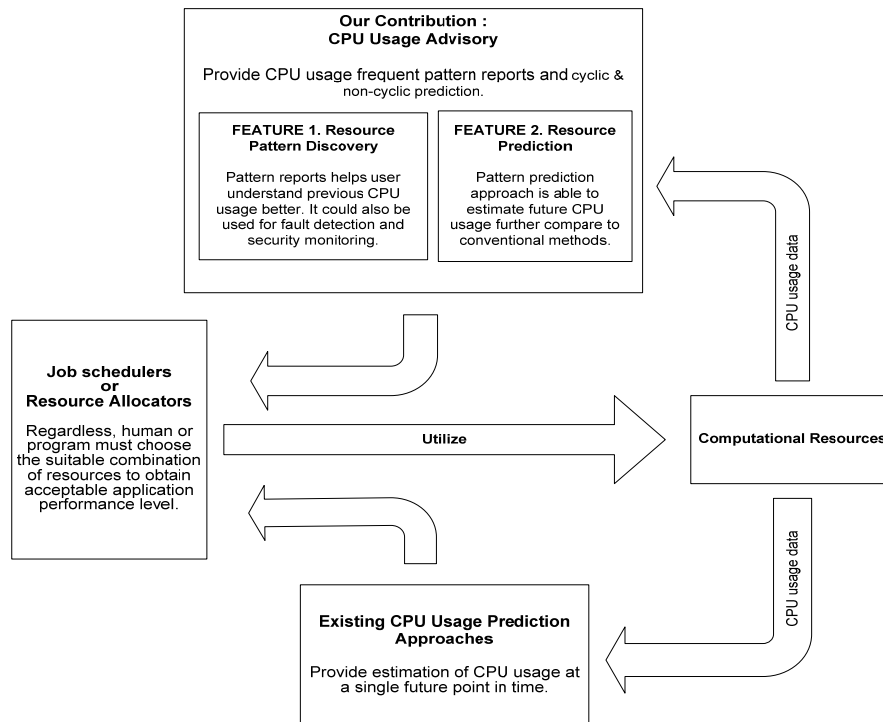 Our Contribution :
CPU Usage Advisory
Provide CPU usage frequent pattern reports and cyclic &
non-cyclic prediction.
FEATURE 1. Resource
Pattern Discovery
Pattern reports helps user
understand previous CPU
usage better. It could also be
used for fault detection and
security monitoring.
FEATURE 2. Resource
Prediction
Pattern prediction
approach is able to
estimate future CPU
usage further compare to
conventional methods.
CPU usage data
Job schedulers
or
Resource Allocators
Regardless, human or
program must choose
the suitable combination
of resources to obtain
acceptable application
performance level.
Utilize
Computational Resources
CPU usage data
Existing CPU Usage Prediction
Approaches
Provide estimation of CPU usage at
a single future point in time.